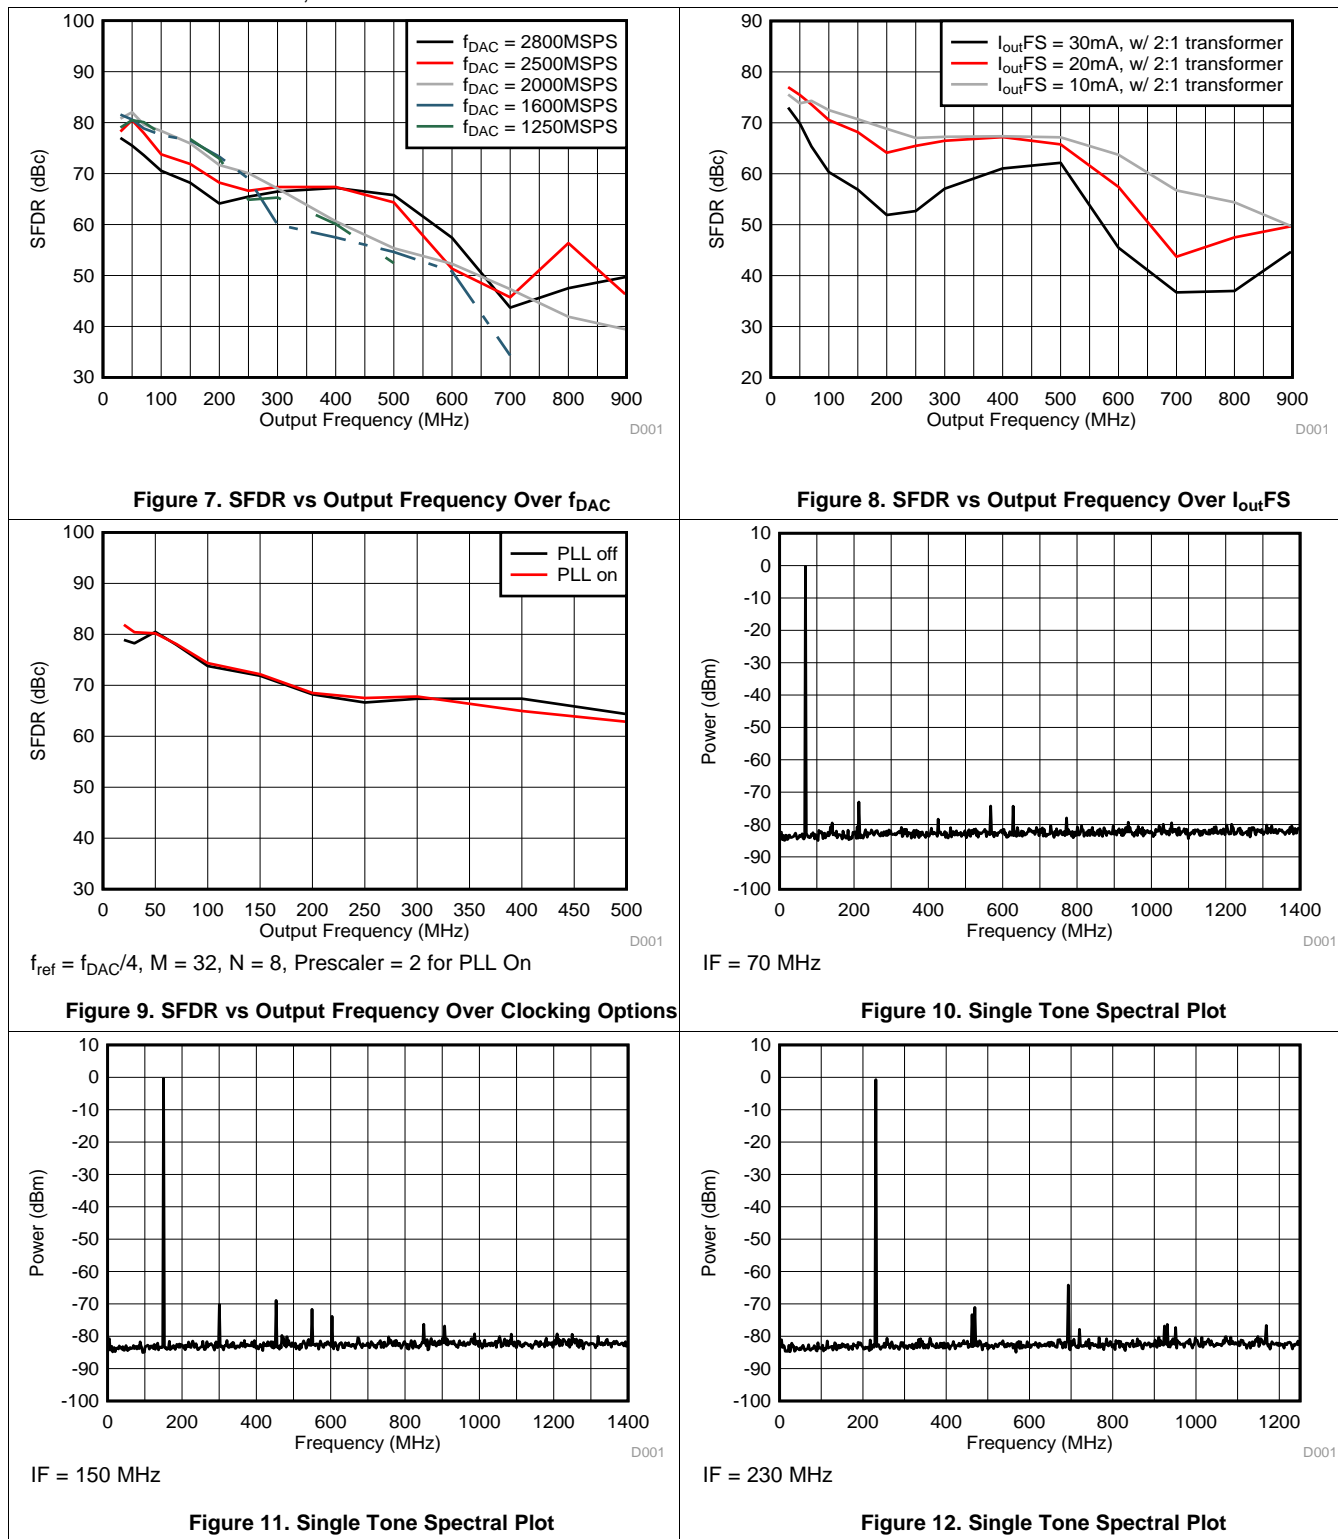 100
90
80
70
60
50
40
30
SFDR (dBc)
fDAC = 2800MSPS
fDAC = 2500MSPS
fDAC = 2000MSPS
fDAC = 1600MSPS
fDAC = 1250MSPS
0 100 200 300 400 500 600 700 800 900
Output Frequency (MHz)
D001
Figure 7. SFDR vs Output Frequency Over fDAC
90
80
70
60
50
40
30
20
SFDR (dBc)
IoutFS = 30mA, w/ 2:1 transformer
IoutFS = 20mA, w/ 2:1 transformer
IoutFS = 10mA, w/ 2:1 transformer
0 100 200 300 400 500 600 700 800 900
Output Frequency (MHz)
D001
Figure 8. SFDR vs Output Frequency Over IoutFS
100
90
80
70
60
50
40
30
SFDR (dBc)
PLL off
PLL on
0 50 100 150 200 250 300 350 400 450 500
Output Frequency (MHz)
D001
fref = fDAC/4, M = 32, N = 8, Prescaler = 2 for PLL On
Figure 9. SFDR vs Output Frequency Over Clocking Options
10
0
-10
-20
-30
-40
-50
-60
-70
-80
-90
-100
Power (dBm)
0 200 400 600 800 1000 1200 1400
Frequency (MHz)
D001
IF = 70 MHz
Figure 10. Single Tone Spectral Plot
10
0
-10
-20
-30
-40
-50
-60
-70
-80
-90
-100
Power (dBm)
0 200 400 600 800 1000 1200 1400
Frequency (MHz)
D001
IF = 150 MHz
Figure 11. Single Tone Spectral Plot
10
0
-10
-20
-30
-40
-50
-60
-70
-80
-90
-100
Power (dBm)
0 200 400 600 800 1000 1200
Frequency (MHz)
D001
IF = 230 MHz
Figure 12. Single Tone Spectral Plot